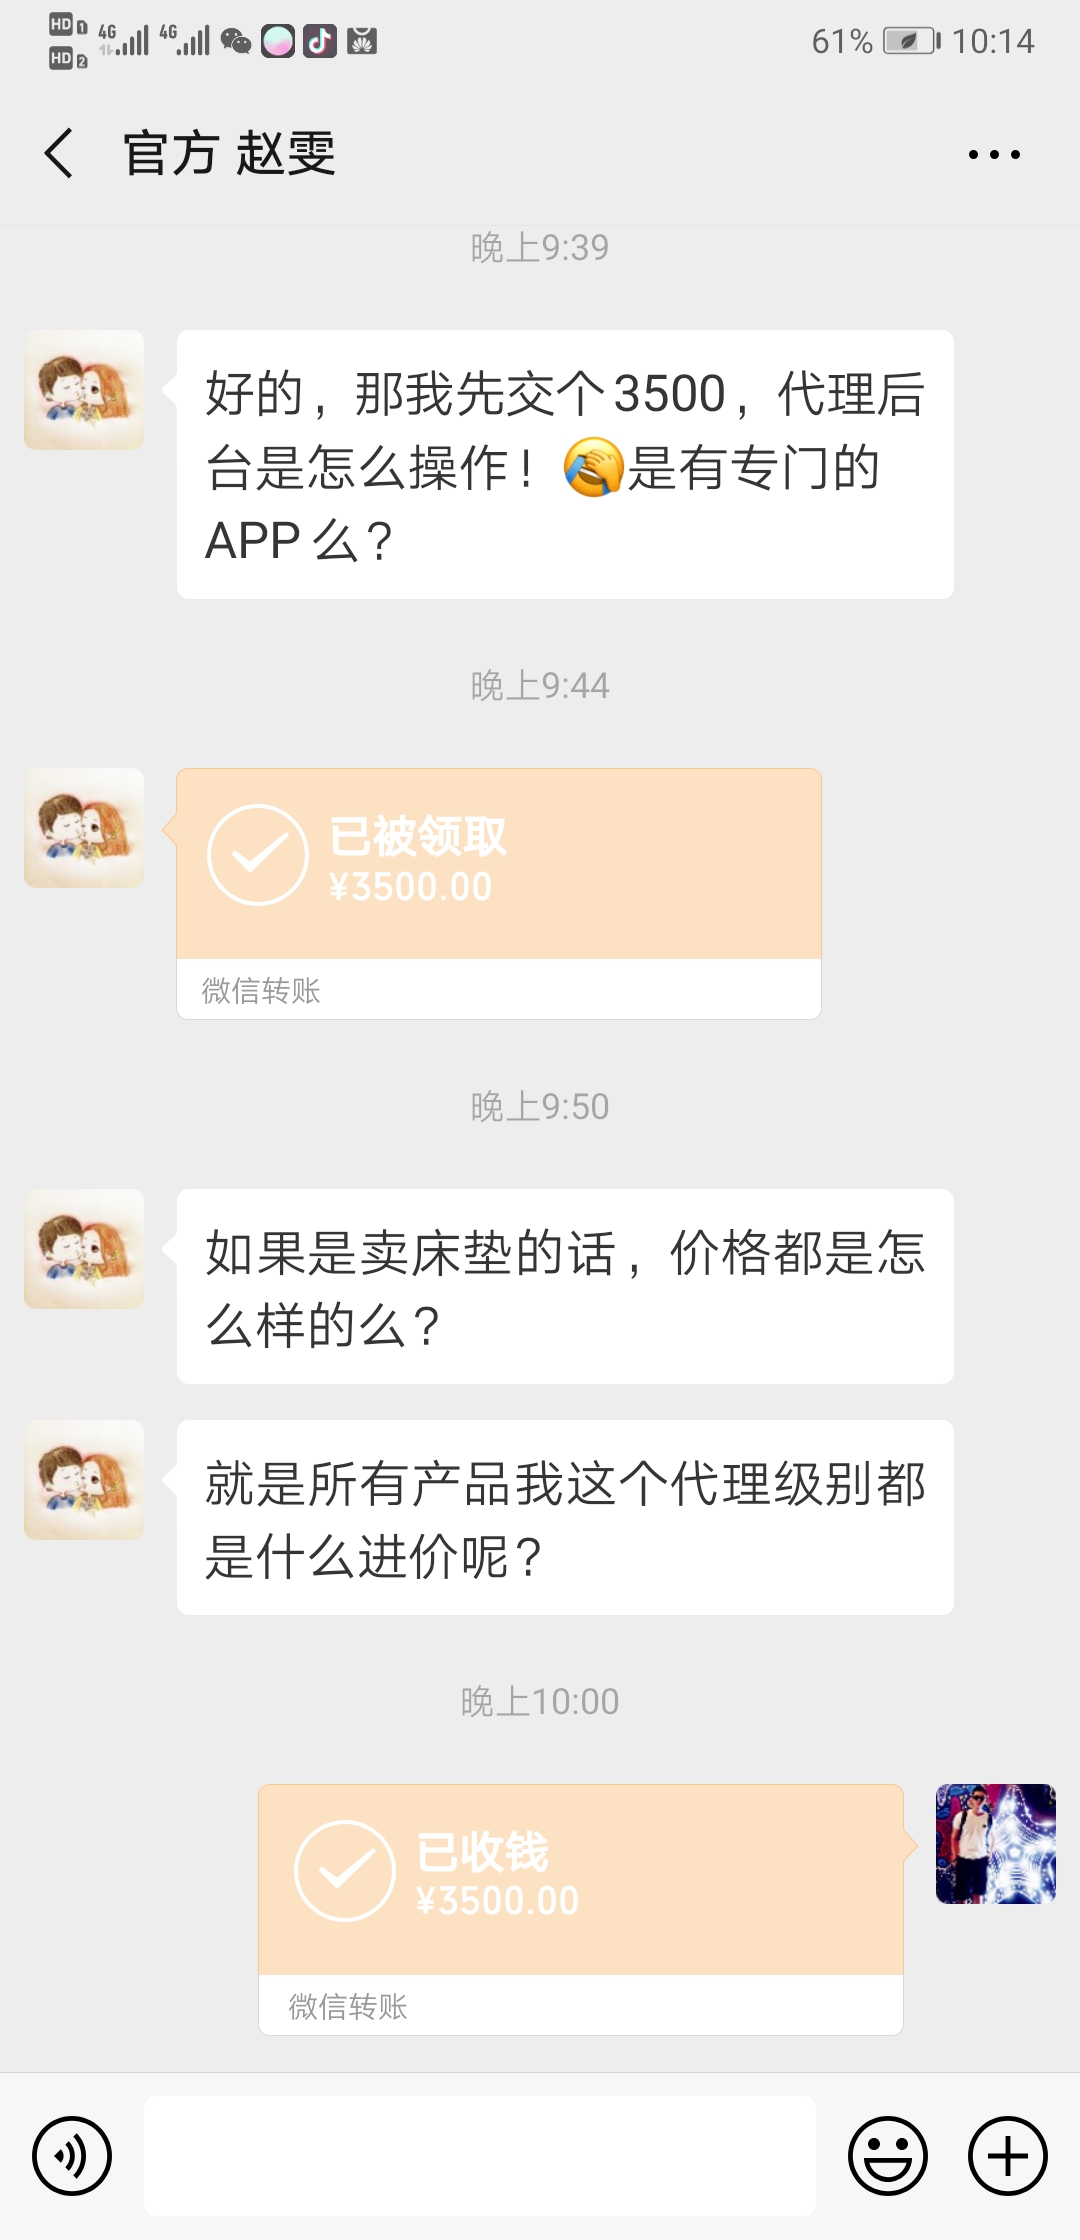 HD 1 4G 4G 61% 10:14
HD 2
官方 赵雯
晚上9:39
好的，那我先交个3500，代理后
台是怎么操作！🤦是有专门的
APP么？
晚上9:44
已被领取
¥3500.00
微信转账
晚上9:50
如果是卖床垫的话，价格都是怎
么样的么？
就是所有产品我这个代理级别都
是什么进价呢？
晚上10:00
已收钱
¥3500.00
微信转账